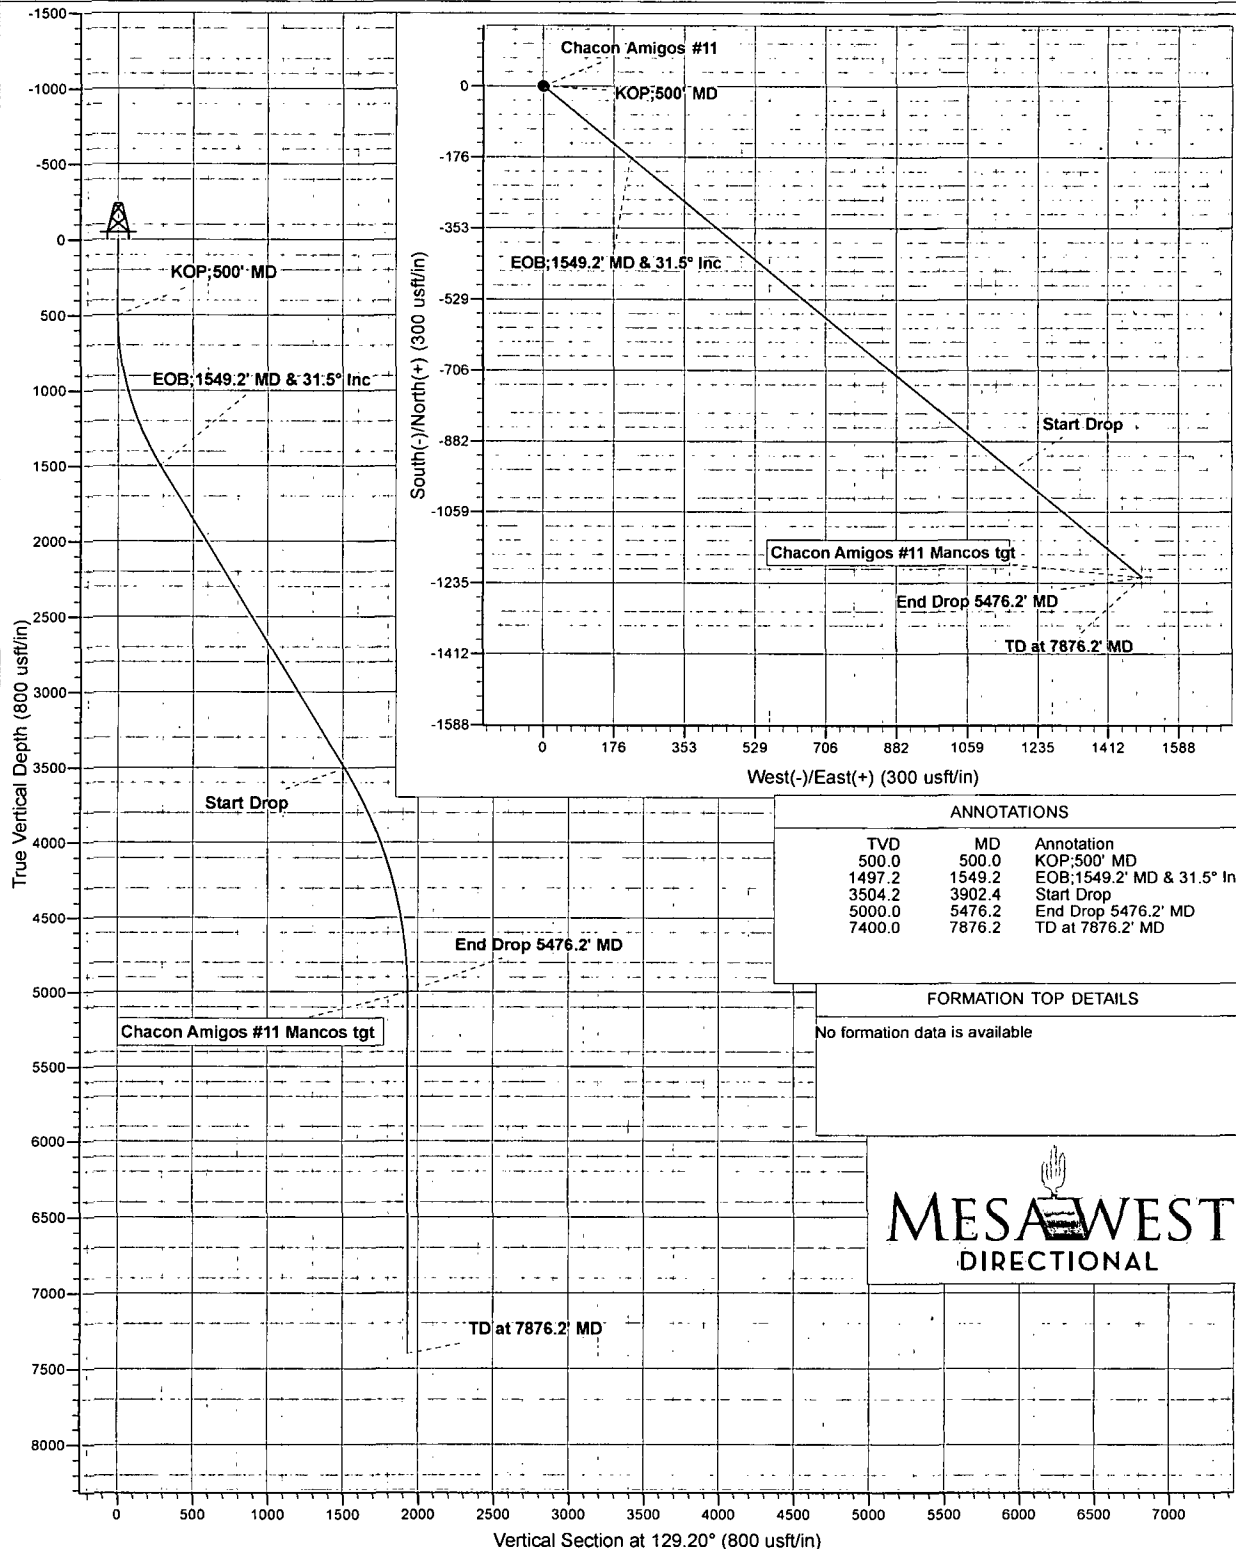 -1500
-1000
-500
0
500
1000
1500
2000
2500
3000
3500
4000
4500
5000
5500
6000
6500
7000
7500
8000
True Vertical Depth (800 usft/in)
0
500
1000
1500
2000
2500
3000
3500
4000
4500
5000
5500
6000
6500
7000
Vertical Section at 129.20° (800 usft/in)
KOP;500' MD
EOB;1549.2' MD & 31.5° Inc
Start Drop
End Drop 5476.2' MD
Chacon Amigos #11 Mancos tgt
TD at 7876.2' MD
0
-176
-353
-529
-706
-882
-1059
-1235
-1412
-1588
South(-)/North(+) (300 usft/in)
0
176
353
529
706
882
1059
1235
1412
1588
West(-)/East(+) (300 usft/in)
Chacon Amigos #11
KOP;500' MD
EOB;1549.2' MD & 31.5° Inc
Start Drop
Chacon Amigos #11 Mancos tgt
End Drop 5476.2' MD
TD at 7876.2' MD
ANNOTATIONS
TVD MD Annotation
500.0 500.0 KOP;500' MD
1497.2 1549.2 EOB;1549.2' MD & 31.5° In
3504.2 3902.4 Start Drop
5000.0 5476.2 End Drop 5476.2' MD
7400.0 7876.2 TD at 7876.2' MD
FORMATION TOP DETAILS
No formation data is available
MESA WEST
DIRECTIONAL